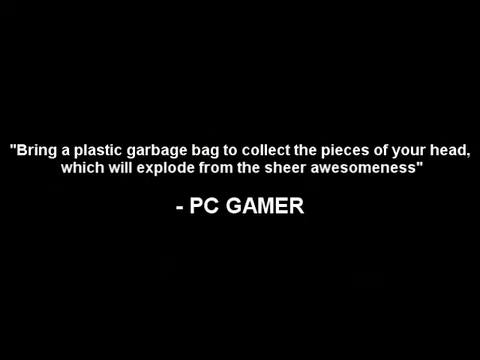 "Bring a plastic garbage bag to collect the pieces of your head,
which will explode from the sheer awesomeness"
- PC GAMER